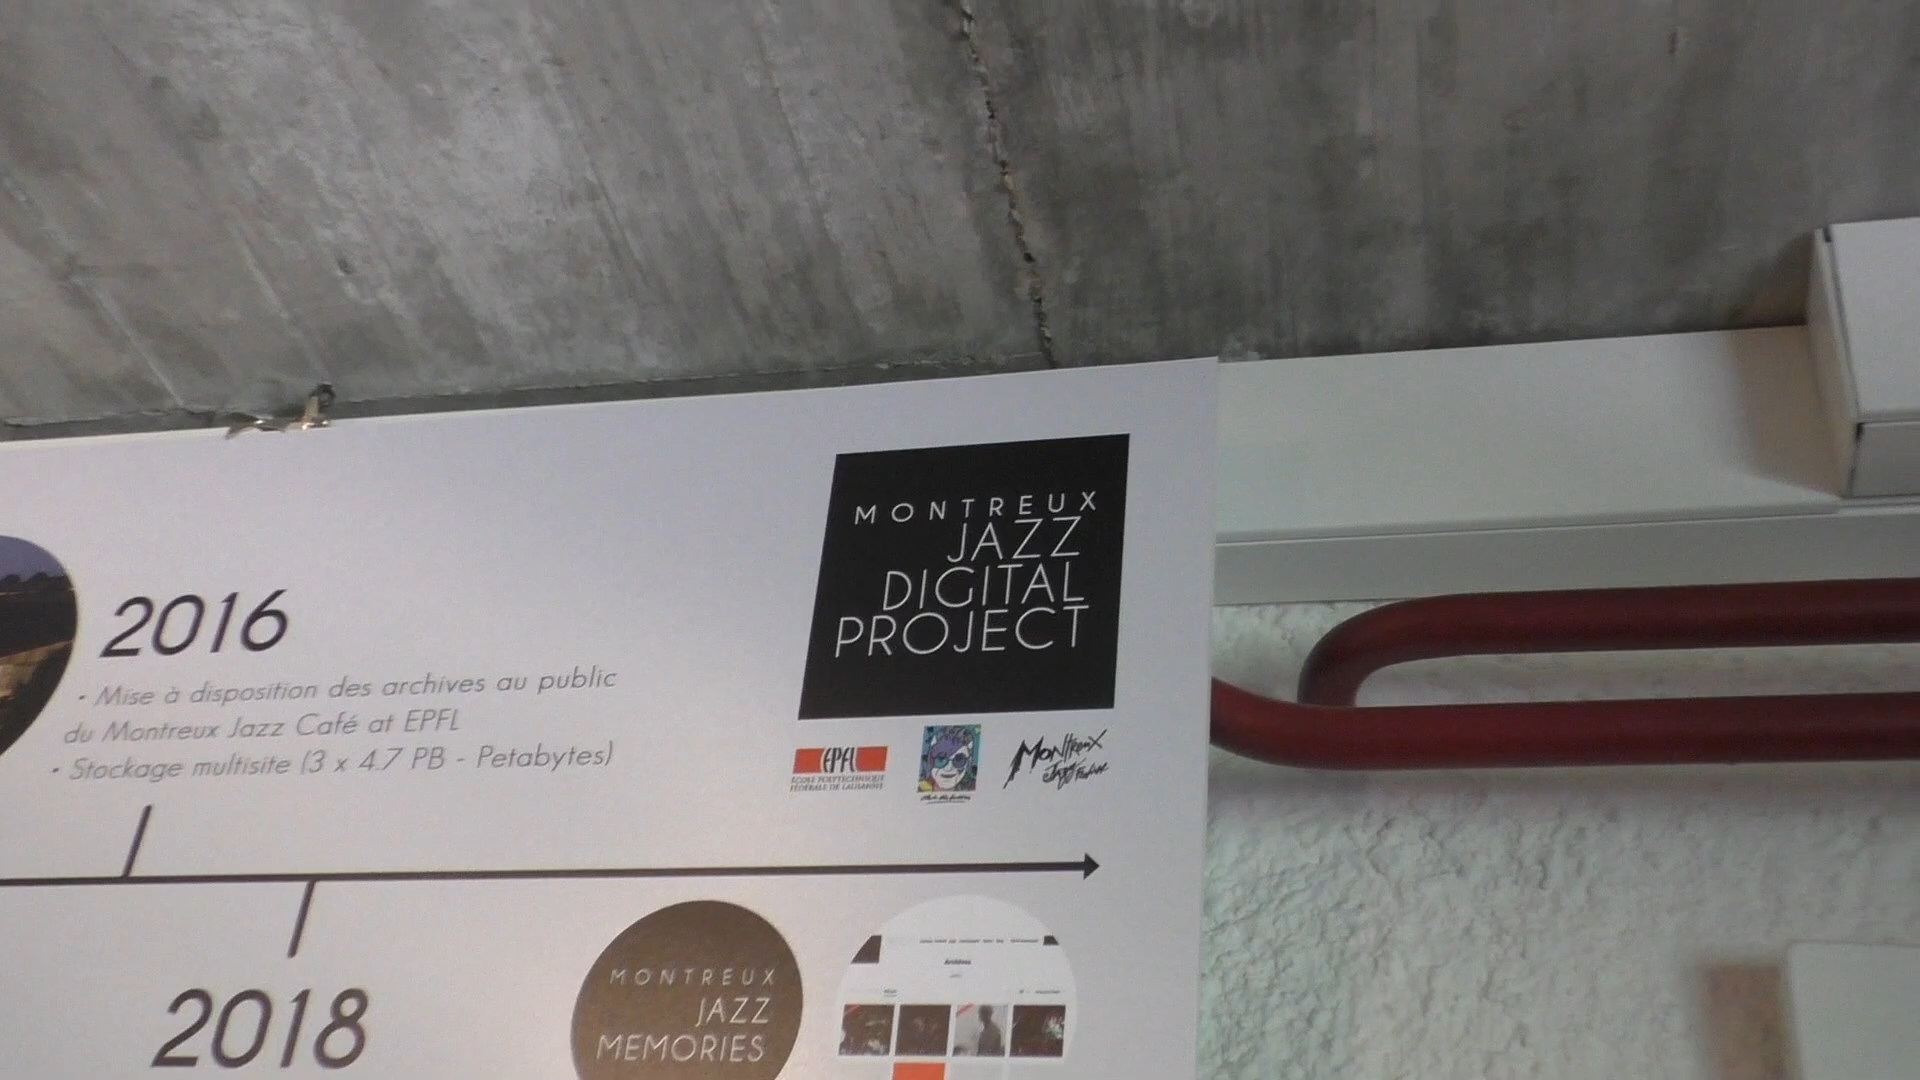 MONTREUX
JAZZ
DIGITAL
PROJECT
2016
• Mise à disposition des archives au public
du Montreux Jazz Café at EPFL
• Stockage multisite (3 x 4.7 PB - Petabytes)
EPFL
ÉCOLE POLYTECHNIQUE
FÉDÉRALE DE LAUSANNE
MONTREUX
Jazz Festival
2018
MONTREUX
JAZZ
MEMORIES
Archives